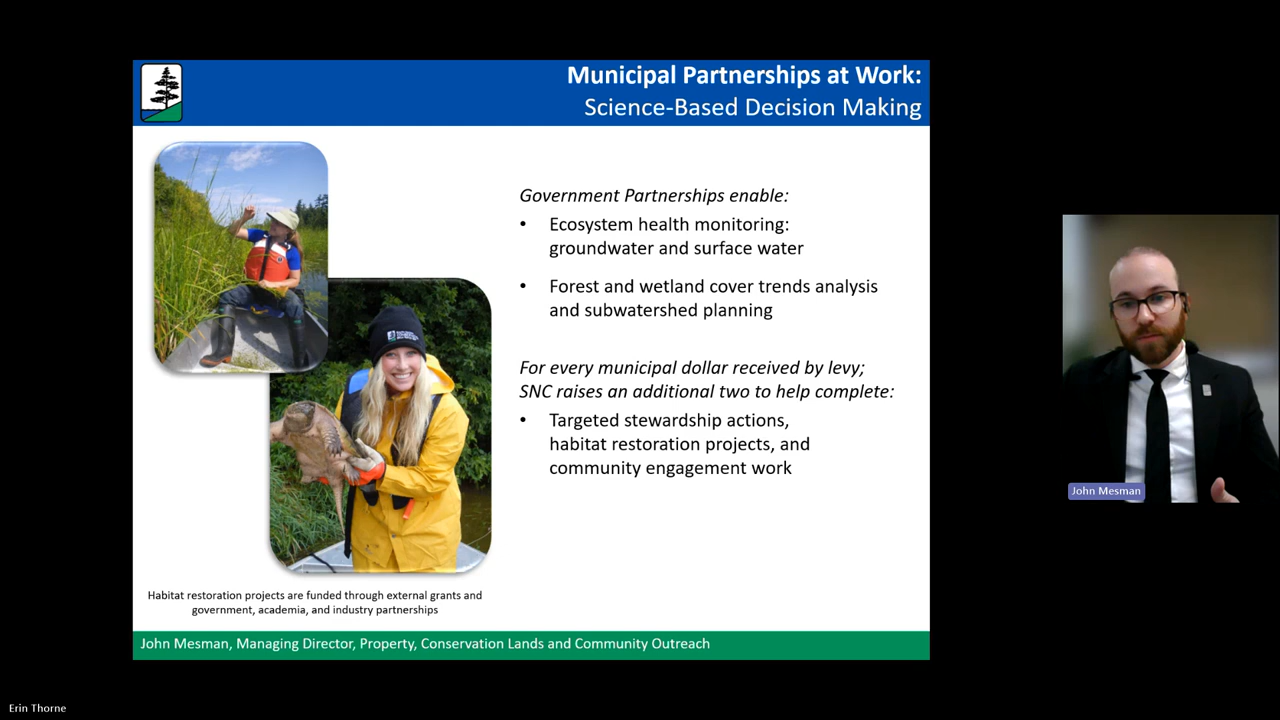 Municipal Partnerships at Work:
Science-Based Decision Making
Government Partnerships enable:
• Ecosystem health monitoring:
groundwater and surface water
• Forest and wetland cover trends analysis
and subwatershed planning
For every municipal dollar received by levy;
SNC raises an additional two to help complete:
• Targeted stewardship actions,
habitat restoration projects, and
community engagement work
Habitat restoration projects are funded through external grants and
government, academia, and industry partnerships
John Mesman, Managing Director, Property, Conservation Lands and Community Outreach
John Mesman
Erin Thorne